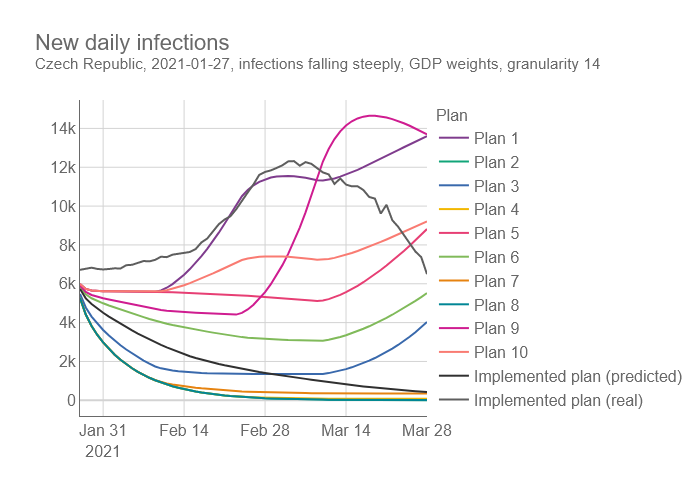 New daily infections
Czech Republic, 2021-01-27, infections falling steeply, GDP weights, granularity 14
Plan
14k
12k
10k
8k
6k
4k
2k
0
Jan 31
2021
Feb 14
Feb 28
Mar 14
Mar 28
Plan 1
Plan 2
Plan 3
Plan 4
Plan 5
Plan 6
Plan 7
Plan 8
Plan 9
Plan 10
Implemented plan (predicted)
Implemented plan (real)